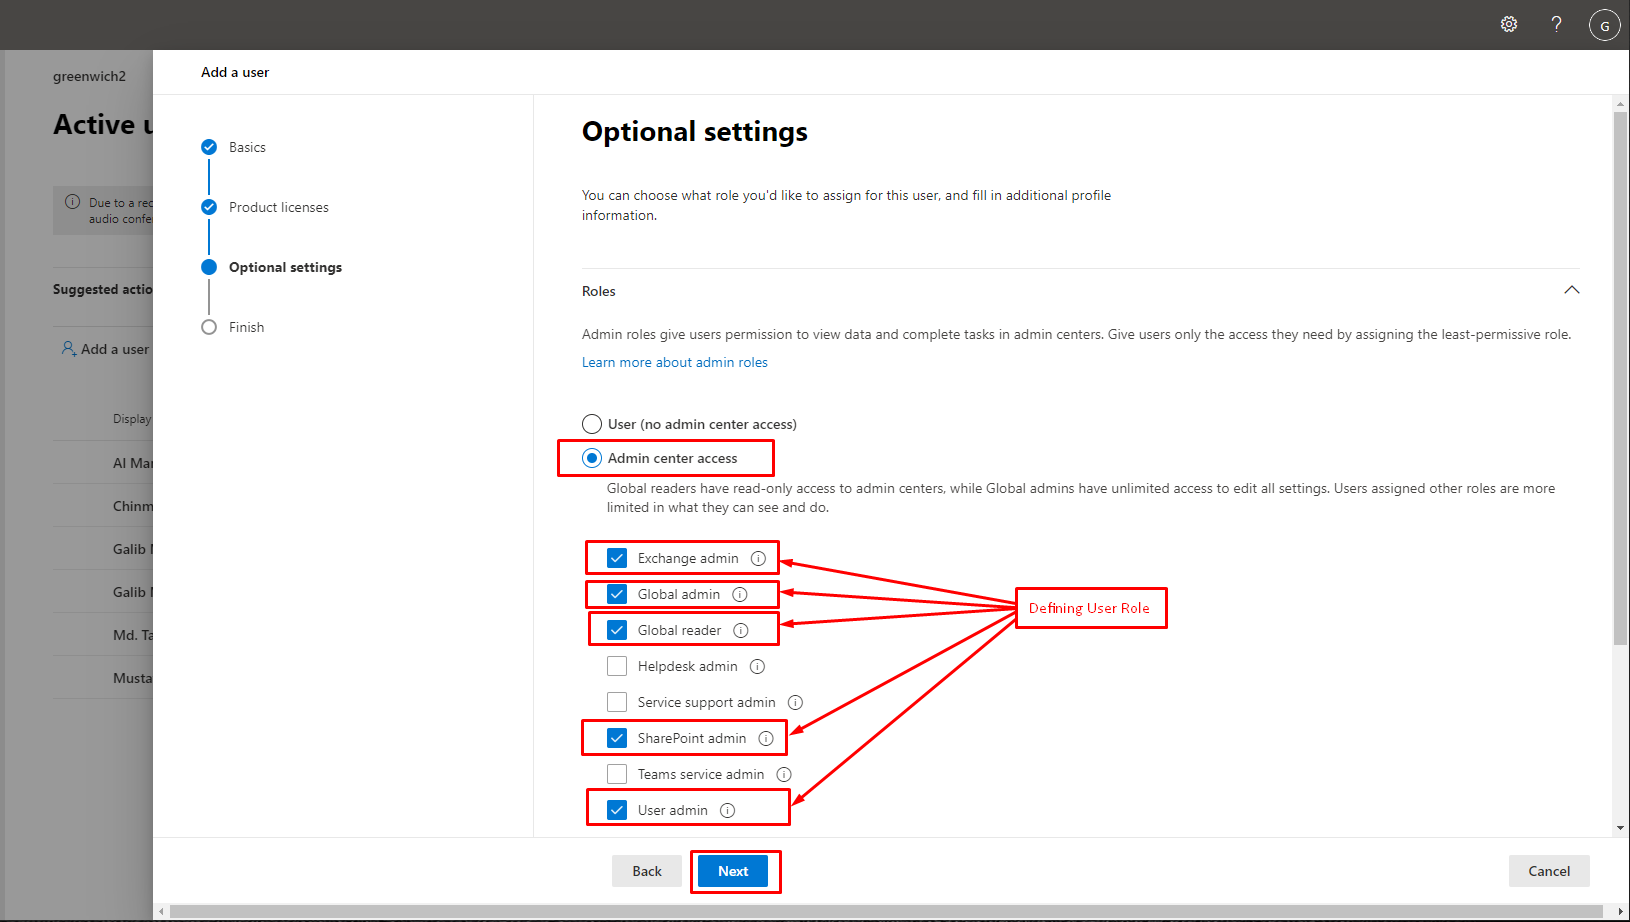 G
greenwich2
Add a user
Active u
Basics
Optional settings
Due to a rec
audio confe
Product licenses
You can choose what role you'd like to assign for this user, and fill in additional profile
information.
Optional settings
Suggested actio
Roles
Finish
Admin roles give users permission to view data and complete tasks in admin centers. Give users only the access they need by assigning the least-permissive role.
Add a user
Learn more about admin roles
Display
User (no admin center access)
Al Mar
Admin center access
Global readers have read-only access to admin centers, while Global admins have unlimited access to edit all settings. Users assigned other roles are more
limited in what they can see and do.
Chinm
Galib
Exchange admin
Galib
Global admin
Defining User Role
Md. Ta
Global reader
Helpdesk admin
Musta
Service support admin
SharePoint admin
Teams service admin
User admin
Back
Next
Cancel